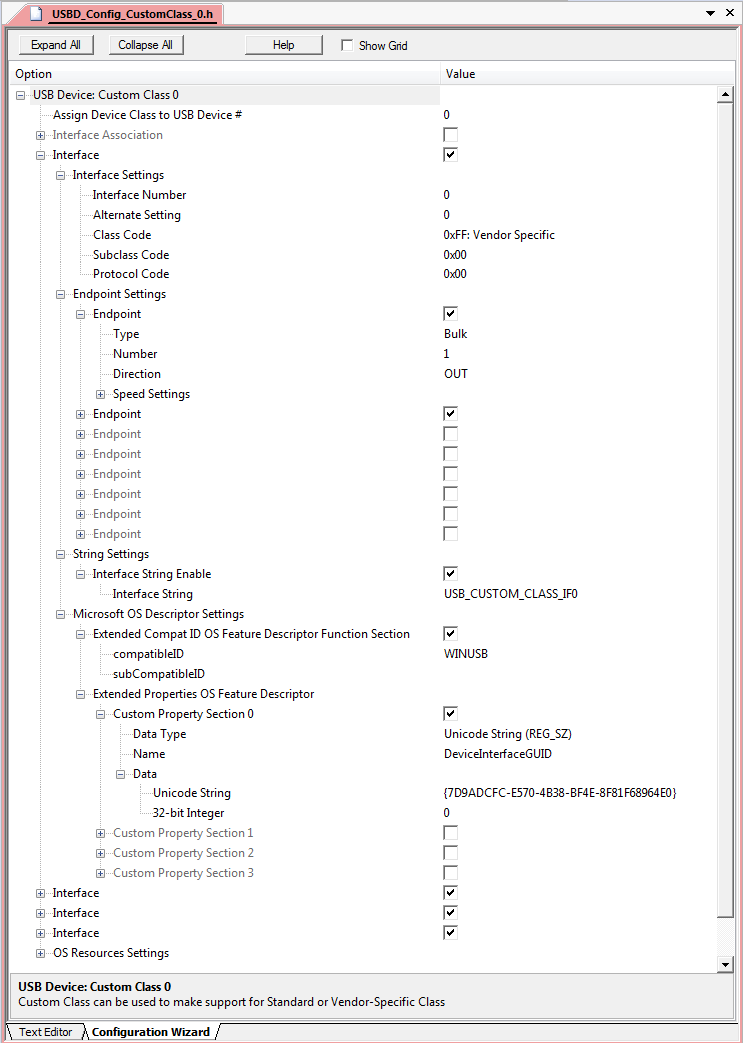 USBD_Config_CustomClass_0.h
Expand All Collapse All Help Show Grid
Option Value
USB Device: Custom Class 0
Assign Device Class to USB Device # 0
Interface Association
Interface
Interface Settings
Interface Number 0
Alternate Setting 0
Class Code 0xFF: Vendor Specific
Subclass Code 0x00
Protocol Code 0x00
Endpoint Settings
Endpoint
Type Bulk
Number 1
Direction OUT
Speed Settings
Endpoint
Endpoint
Endpoint
Endpoint
Endpoint
Endpoint
Endpoint
String Settings
Interface String Enable
Interface String USB_CUSTOM_CLASS_IF0
Microsoft OS Descriptor Settings
Extended Compat ID OS Feature Descriptor Function Section
compatibleID WINUSB
subCompatibleID
Extended Properties OS Feature Descriptor
Custom Property Section 0
Data Type Unicode String (REG_SZ)
Name DeviceInterfaceGUID
Data
Unicode String {7D9ADCFC-E570-4B38-BF4E-8F81F68964E0}
32-bit Integer 0
Custom Property Section 1
Custom Property Section 2
Custom Property Section 3
Interface
Interface
Interface
OS Resources Settings
USB Device: Custom Class 0
Custom Class can be used to make support for Standard or Vendor-Specific Class
Text Editor Configuration Wizard